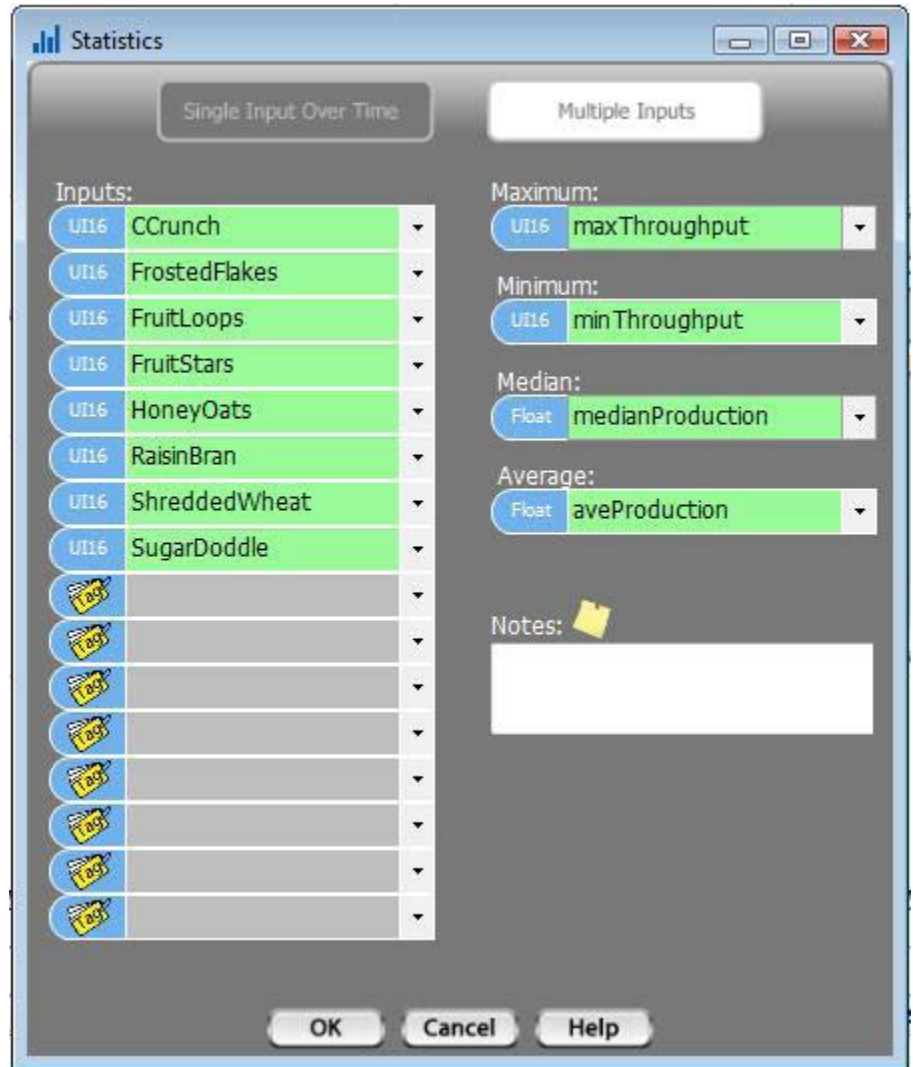 Statistics
Single Input Over Time
Multiple Inputs
Inputs:
UI16 CCrunch
UI16 FrostedFlakes
UI16 FruitLoops
UI16 FruitStars
UI16 HoneyOats
UI16 RaisinBran
UI16 ShreddedWheat
UI16 SugarDoddle
Tag
Tag
Tag
Tag
Tag
Tag
Tag
Tag
Maximum:
UI16 maxThroughput
Minimum:
UI16 minThroughput
Median:
Float medianProduction
Average:
Float aveProduction
Notes:
OK Cancel Help